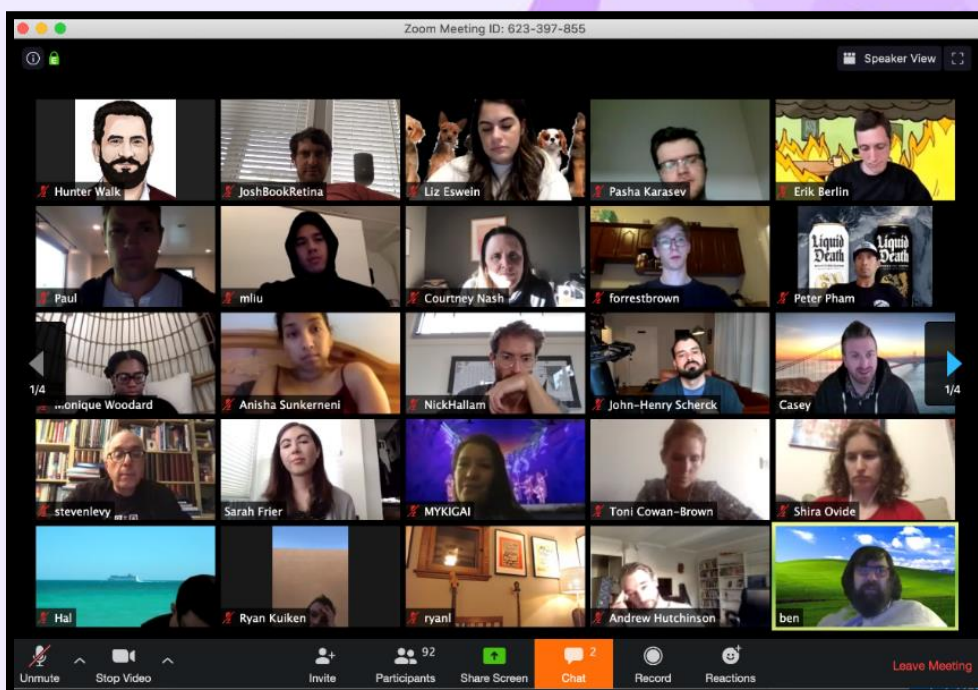 Zoom Meeting ID: 623-397-855
Speaker View
Hunter Walk
JoshBookRetina
Liz Eswein
Pasha Karasev
Erik Berlin
Paul
mliu
Courtney Nash
forrestbrown
Liquid Death
Liquid Death
Peter Pham
1/4
Monique Woodard
Anisha Sunkerneni
NickHallam
John-Henry Scherck
Casey
1/4
stevenlevy
Sarah Frier
MYKIGAI
Toni Cowan-Brown
Shira Ovide
Hal
Ryan Kuiken
ryanl
Andrew Hutchinson
ben
Unmute
Stop Video
Invite
92
Participants
Share Screen
2
Chat
Record
Reactions
Leave Meeting